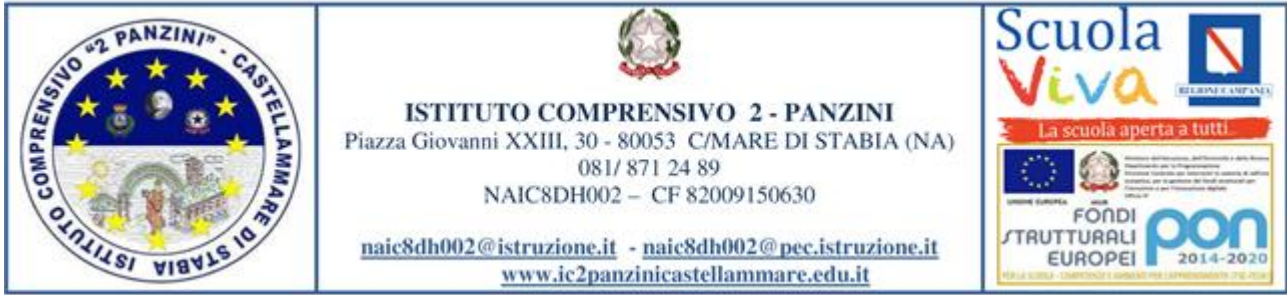 ISTITUTO COMPRENSIVO "2 PANZINI" - CASTELLAMMARE DI STABIA
ISTITUTO COMPRENSIVO 2 - PANZINI
Piazza Giovanni XXIII, 30 - 80053 C/MARE DI STABIA (NA)
081/ 871 24 89
NAIC8DH002 – CF 82009150630
naic8dh002@istruzione.it - naic8dh002@pec.istruzione.it
www.ic2panzinicastellammare.edu.it
Scuola
Viva
REGIONE CAMPANIA
La scuola aperta a tutti...
UNIONE EUROPEA
MIUR
FONDI
STRUTTURALI
EUROPEI
pon
2014-2020